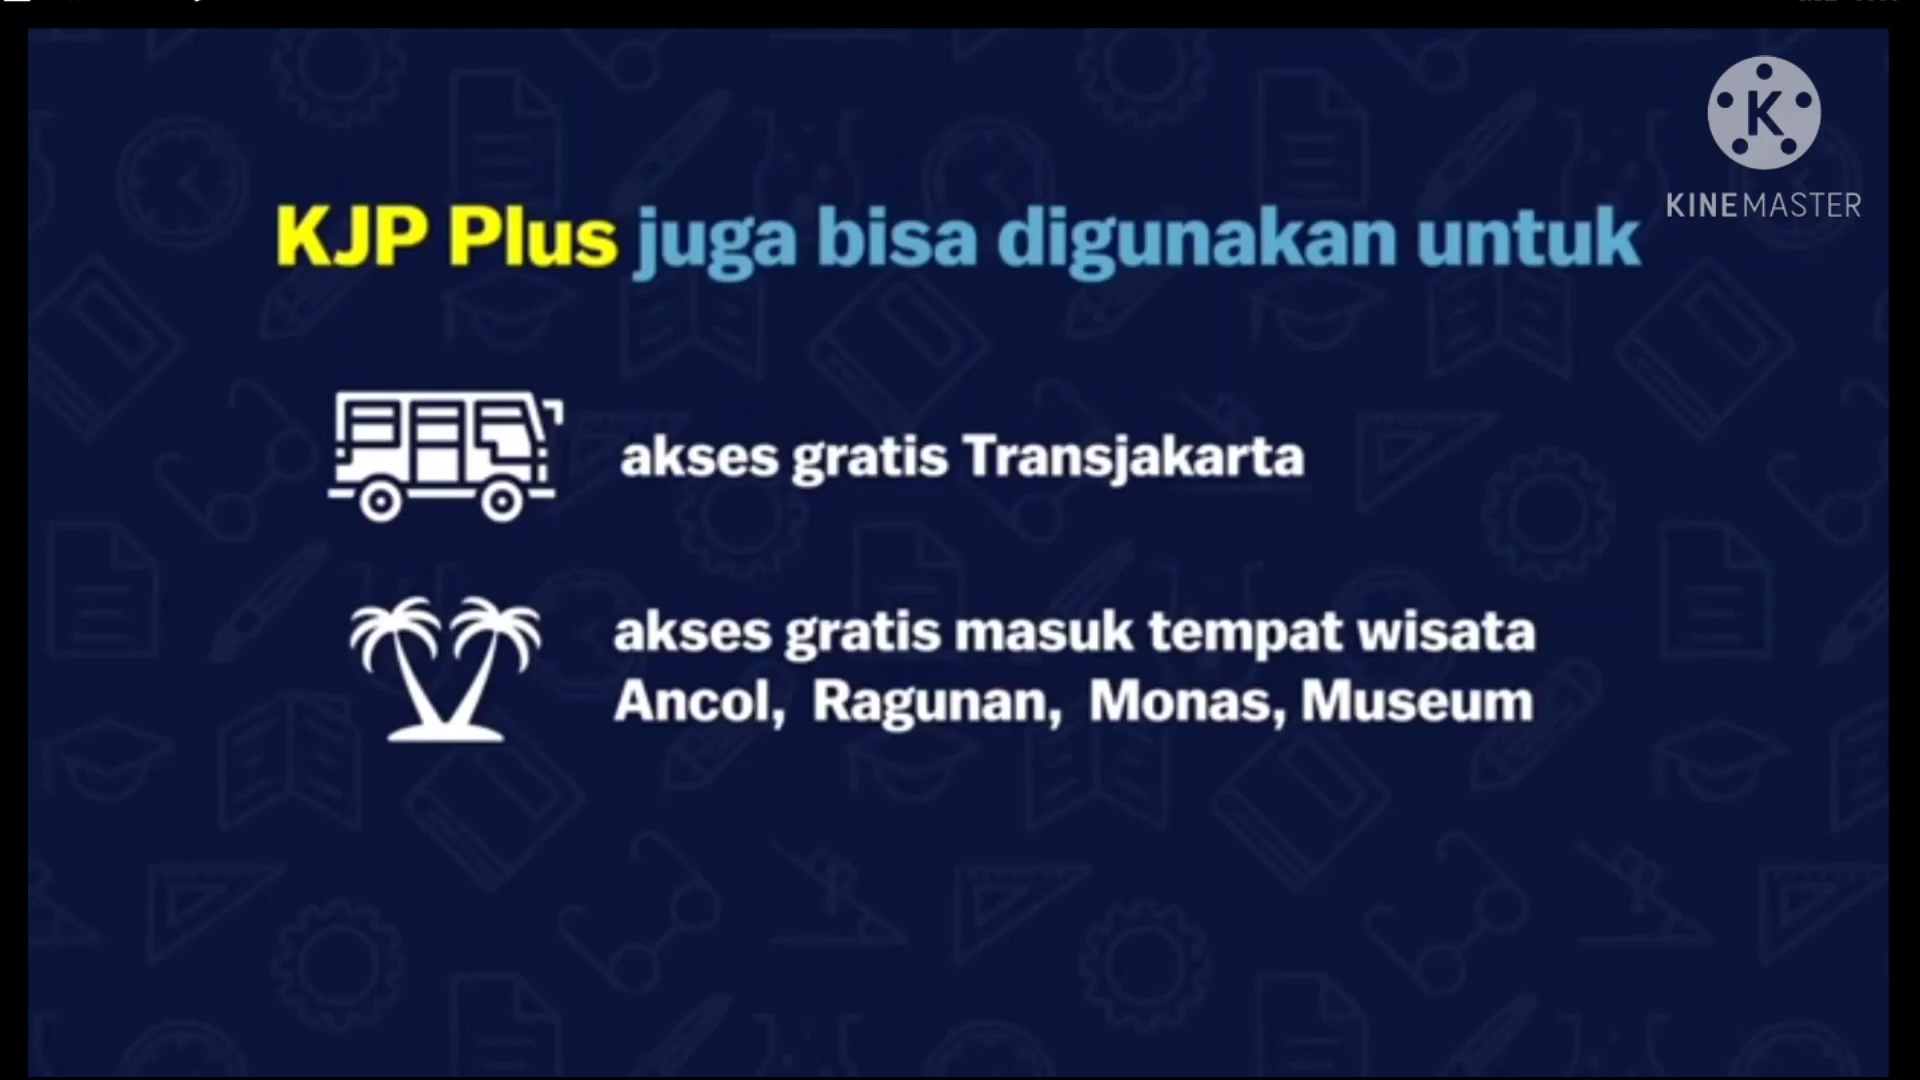 K
KINEMASTER
KJP Plus juga bisa digunakan untuk
akses gratis Transjakarta
akses gratis masuk tempat wisata
Ancol, Ragunan, Monas, Museum